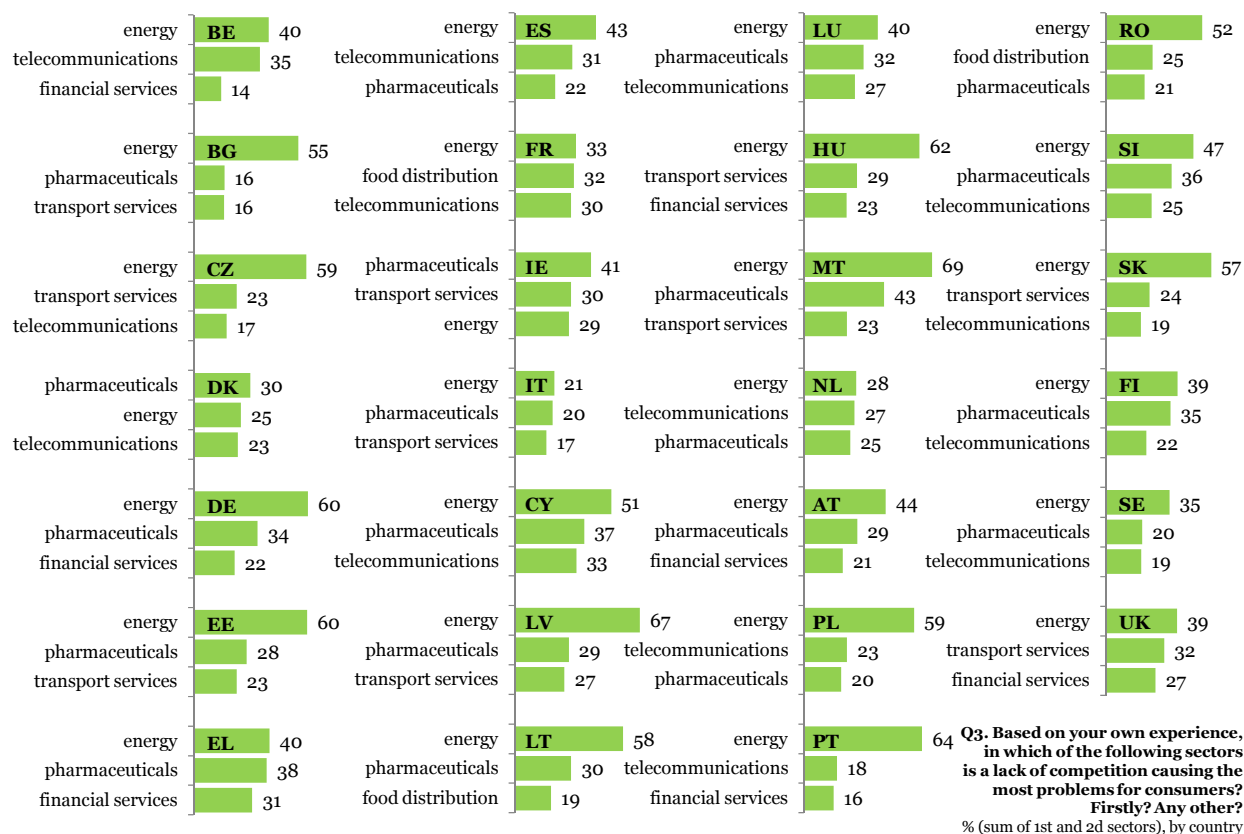 energy BE 40
telecommunications 35
financial services 14
energy BG 55
pharmaceuticals 16
transport services 16
energy CZ 59
transport services 23
telecommunications 17
pharmaceuticals DK 30
energy 25
telecommunications 23
energy DE 60
pharmaceuticals 34
financial services 22
energy EE 60
pharmaceuticals 28
transport services 23
energy EL 40
pharmaceuticals 38
financial services 31
energy ES 43
telecommunications 31
pharmaceuticals 22
energy FR 33
food distribution 32
telecommunications 30
pharmaceuticals IE 41
transport services 30
energy 29
energy IT 21
pharmaceuticals 20
transport services 17
energy CY 51
pharmaceuticals 37
telecommunications 33
energy LV 67
pharmaceuticals 29
transport services 27
energy LT 58
pharmaceuticals 30
food distribution 19
energy LU 40
pharmaceuticals 32
telecommunications 27
energy HU 62
transport services 29
financial services 23
energy MT 69
pharmaceuticals 43
transport services 23
energy NL 28
telecommunications 27
pharmaceuticals 25
energy AT 44
pharmaceuticals 29
financial services 21
energy PL 59
telecommunications 23
pharmaceuticals 20
energy PT 64
telecommunications 18
financial services 16
energy RO 52
food distribution 25
pharmaceuticals 21
energy SI 47
pharmaceuticals 36
telecommunications 25
energy SK 57
transport services 24
telecommunications 19
energy FI 39
pharmaceuticals 35
telecommunications 22
energy SE 35
pharmaceuticals 20
telecommunications 19
energy UK 39
transport services 32
financial services 27
Q3. Based on your own experience,
in which of the following sectors
is a lack of competition causing the
most problems for consumers?
Firstly? Any other?
% (sum of 1st and 2d sectors), by country